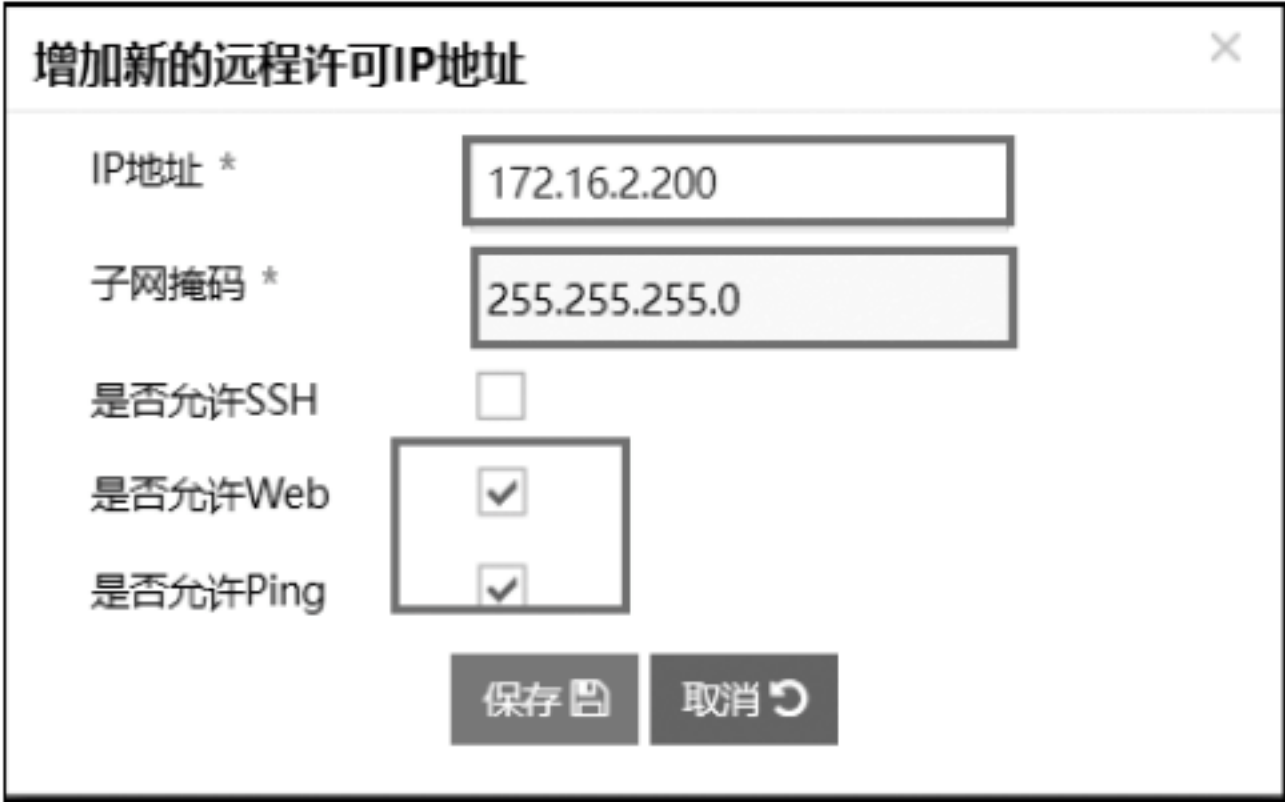 增加新的远程许可IP地址 ×
IP地址 * 172.16.2.200
子网掩码 * 255.255.255.0
是否允许SSH
是否允许Web
是否允许Ping
保存 取消